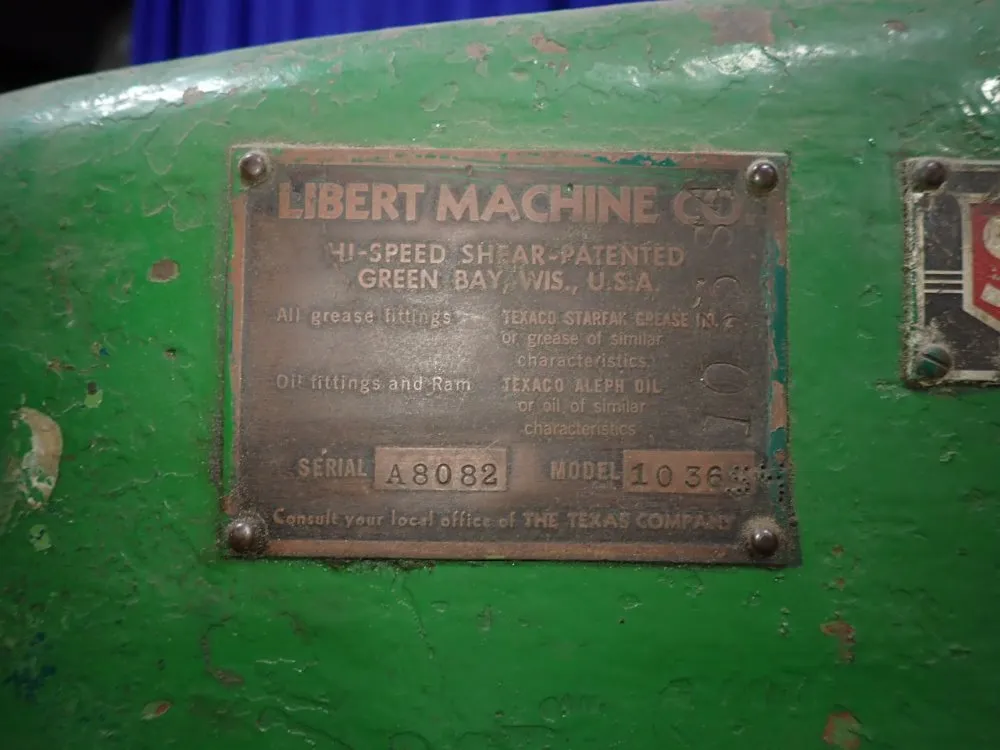 LIBERT MACHINE CO.
HI-SPEED SHEAR-PATENTED
GREEN BAY, WIS., U.S.A.
All grease fittings TEXACO STARFAK GREASE
or grease of similar
characteristics
Oil fittings and Ram TEXACO ALEPH OIL
or oil of similar
characteristics
SERIAL A8082 MODEL 10 36
Consult your local office of THE TEXAS COMPANY